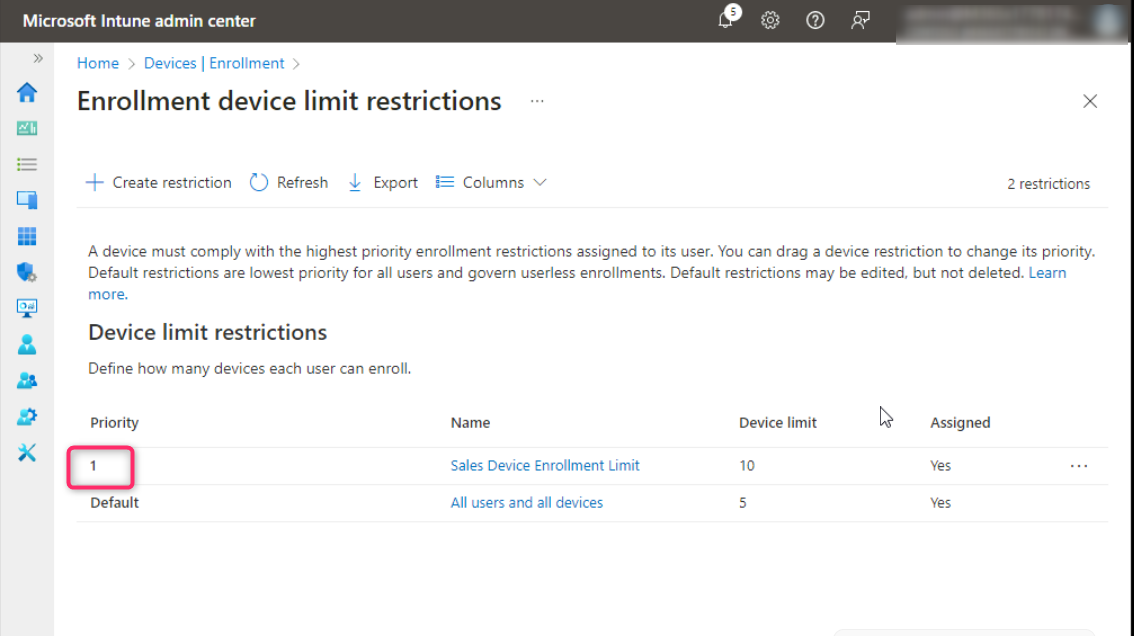 Microsoft Intune admin center
5
Home > Devices | Enrollment >
Enrollment device limit restrictions ...
Create restriction Refresh Export Columns 2 restrictions
A device must comply with the highest priority enrollment restrictions assigned to its user. You can drag a device restriction to change its priority.
Default restrictions are lowest priority for all users and govern userless enrollments. Default restrictions may be edited, but not deleted. Learn
more.
Device limit restrictions
Define how many devices each user can enroll.
Priority Name Device limit Assigned
1 Sales Device Enrollment Limit 10 Yes ...
Default All users and all devices 5 Yes